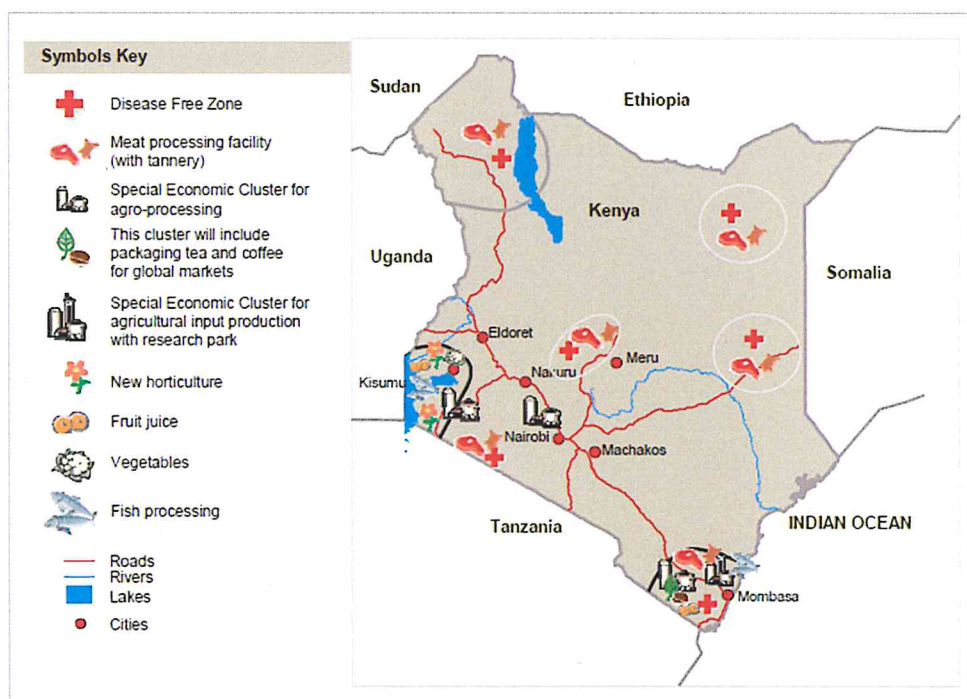 Symbols Key
Disease Free Zone
Meat processing facility
(with tannery)
Special Economic Cluster for
agro-processing
This cluster will include
packaging tea and coffee
for global markets
Special Economic Cluster for
agricultural input production
with research park
New horticulture
Fruit juice
Vegetables
Fish processing
Roads
Rivers
Lakes
Cities
Sudan
Ethiopia
Kenya
Uganda
Somalia
Eldoret
Meru
Kisumu
Nakuru
Nairobi
Machakos
Tanzania
INDIAN OCEAN
Mombasa